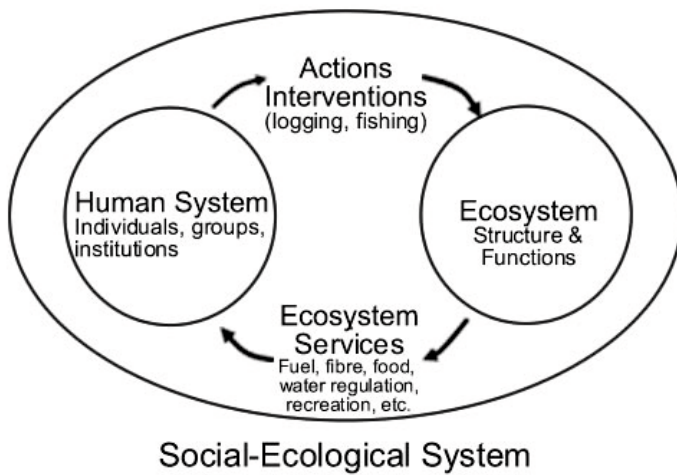 Actions
Interventions
(logging, fishing)
Human System
Individuals, groups,
institutions
Ecosystem
Structure &
Functions
Ecosystem
Services
Fuel, fibre, food,
water regulation,
recreation, etc.
Social-Ecological System